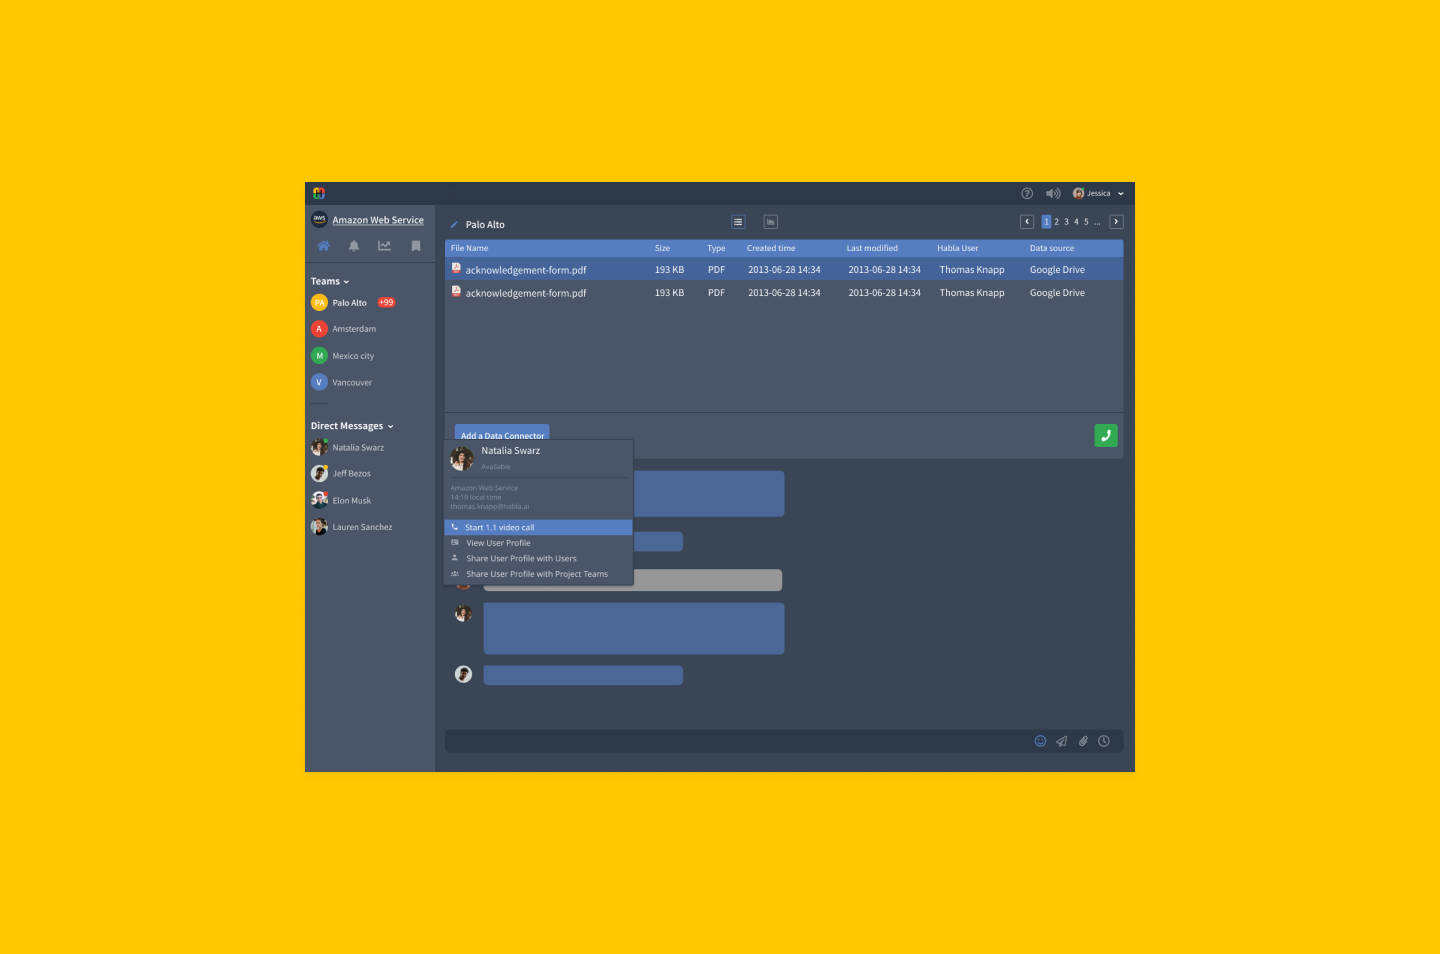 H
Jessica
aws Amazon Web Service
Palo Alto
1 2 3 4 5 ...
File Name Size Type Created time Last modified Habla User Data source
acknowledgement-form.pdf 193 KB PDF 2013-06-28 14:34 2013-06-28 14:34 Thomas Knapp Google Drive
acknowledgement-form.pdf 193 KB PDF 2013-06-28 14:34 2013-06-28 14:34 Thomas Knapp Google Drive
Teams
PA Palo Alto +99
A Amsterdam
M Mexico city
V Vancouver
Direct Messages
Natalia Swarz
Jeff Bezos
Elon Musk
Lauren Sanchez
Add a Data Connector
Natalia Swarz
Available
Amazon Web Service
14:19 local time
thomas.knapp@habla.ai
Start 1.1 video call
View User Profile
Share User Profile with Users
Share User Profile with Project Teams